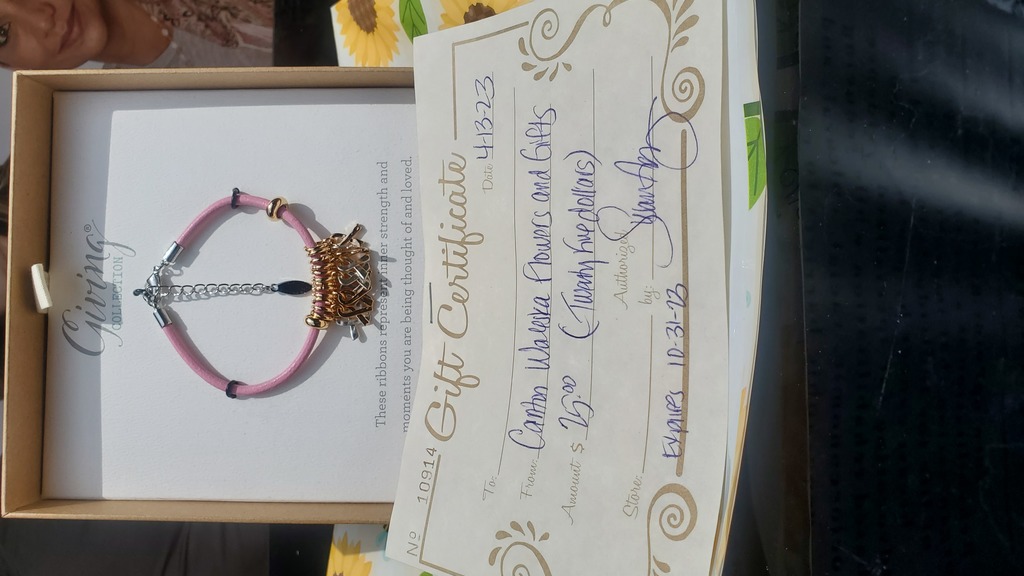 Giving®
COLLECTION
These ribbons represent inner strength and
moments you are being thought of and loved.
Nº 10914
Gift Certificate
Date 4-13-23
To
From Canton Waleska Flowers and Gifts
Amount $ 25.00 (Twenty five dollars)
Authorized
Store by:
Expires 10-31-23